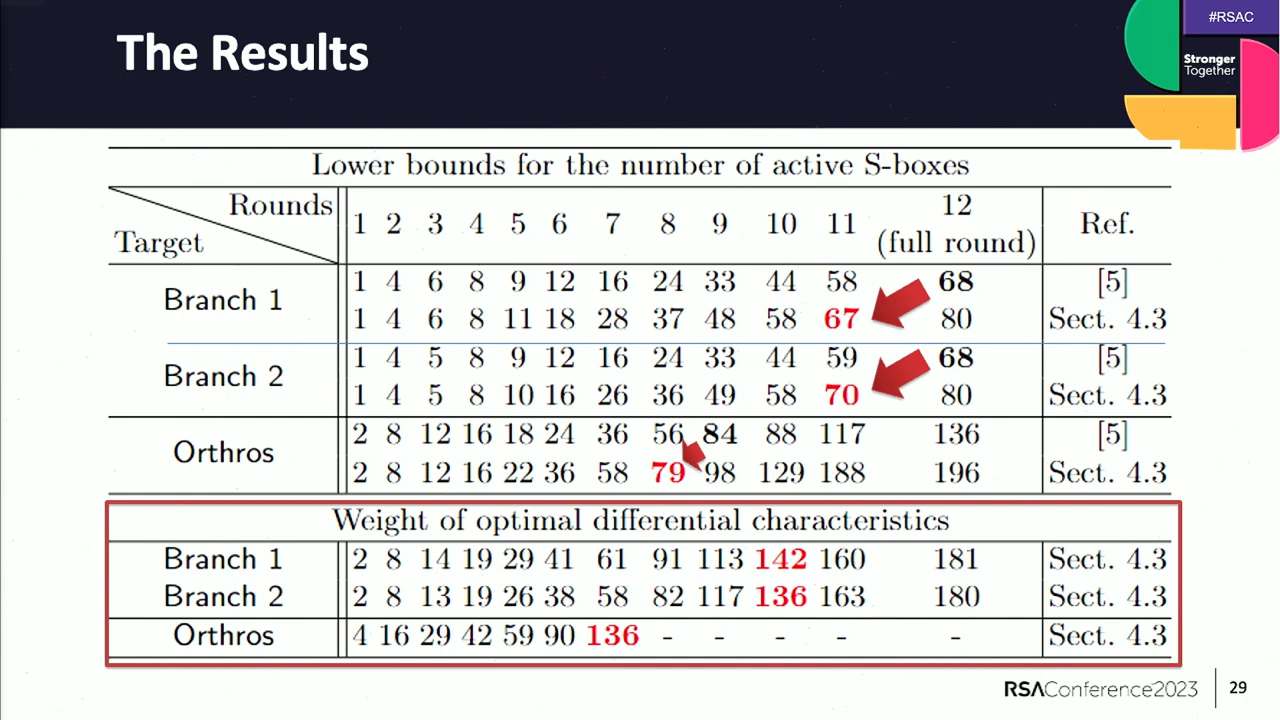 #RSAC
The Results
Stronger
Together
Lower bounds for the number of active S-boxes
Rounds
Target
1 2 3 4 5 6 7 8 9 10 11 12 (full round) Ref.
Branch 1
1 4 6 8 9 12 16 24 33 44 58 68 [5]
1 4 6 8 11 18 28 37 48 58 67 80 Sect. 4.3
Branch 2
1 4 5 8 9 12 16 24 33 44 59 68 [5]
1 4 5 8 10 16 26 36 49 58 70 80 Sect. 4.3
Orthros
2 8 12 16 18 24 36 56 84 88 117 136 [5]
2 8 12 16 22 36 58 79 98 129 188 196 Sect. 4.3
Weight of optimal differential characteristics
Branch 1 2 8 14 19 29 41 61 91 113 142 160 181 Sect. 4.3
Branch 2 2 8 13 19 26 38 58 82 117 136 163 180 Sect. 4.3
Orthros 4 16 29 42 59 90 136 - - - - - Sect. 4.3
RSAConference2023 29